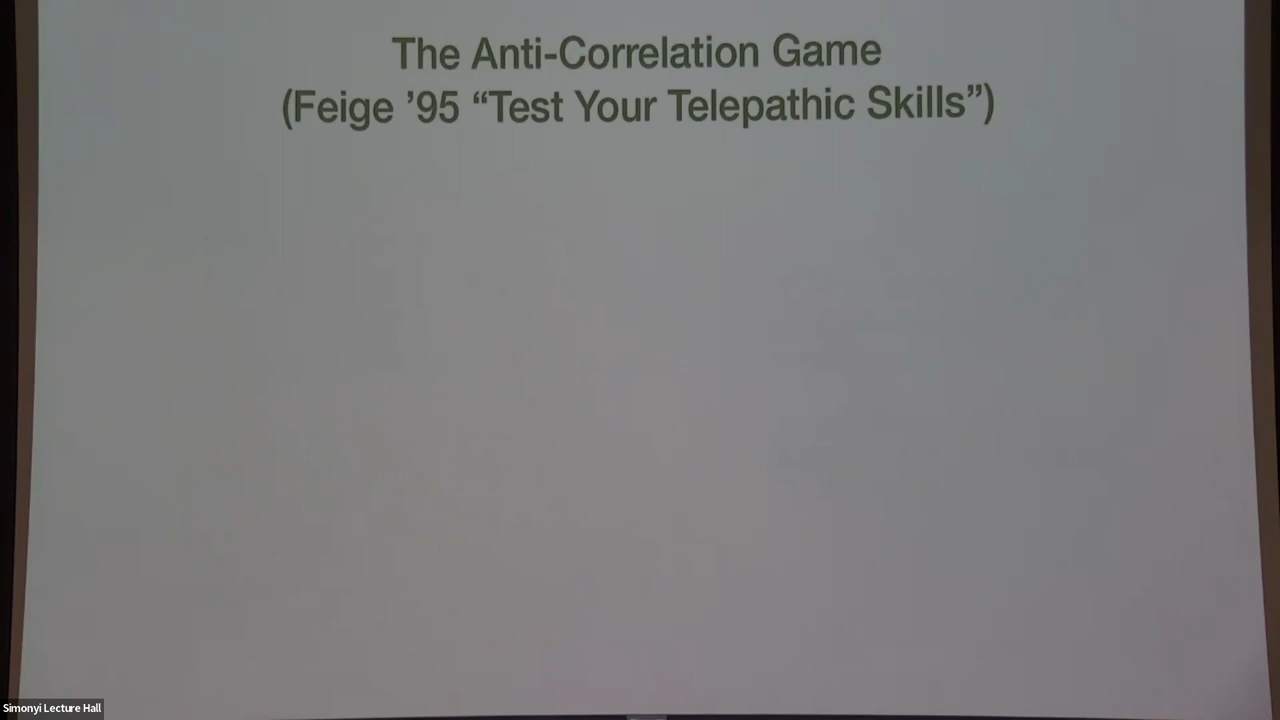 The Anti-Correlation Game
(Feige ’95 “Test Your Telepathic Skills”)
Simonyi Lecture Hall